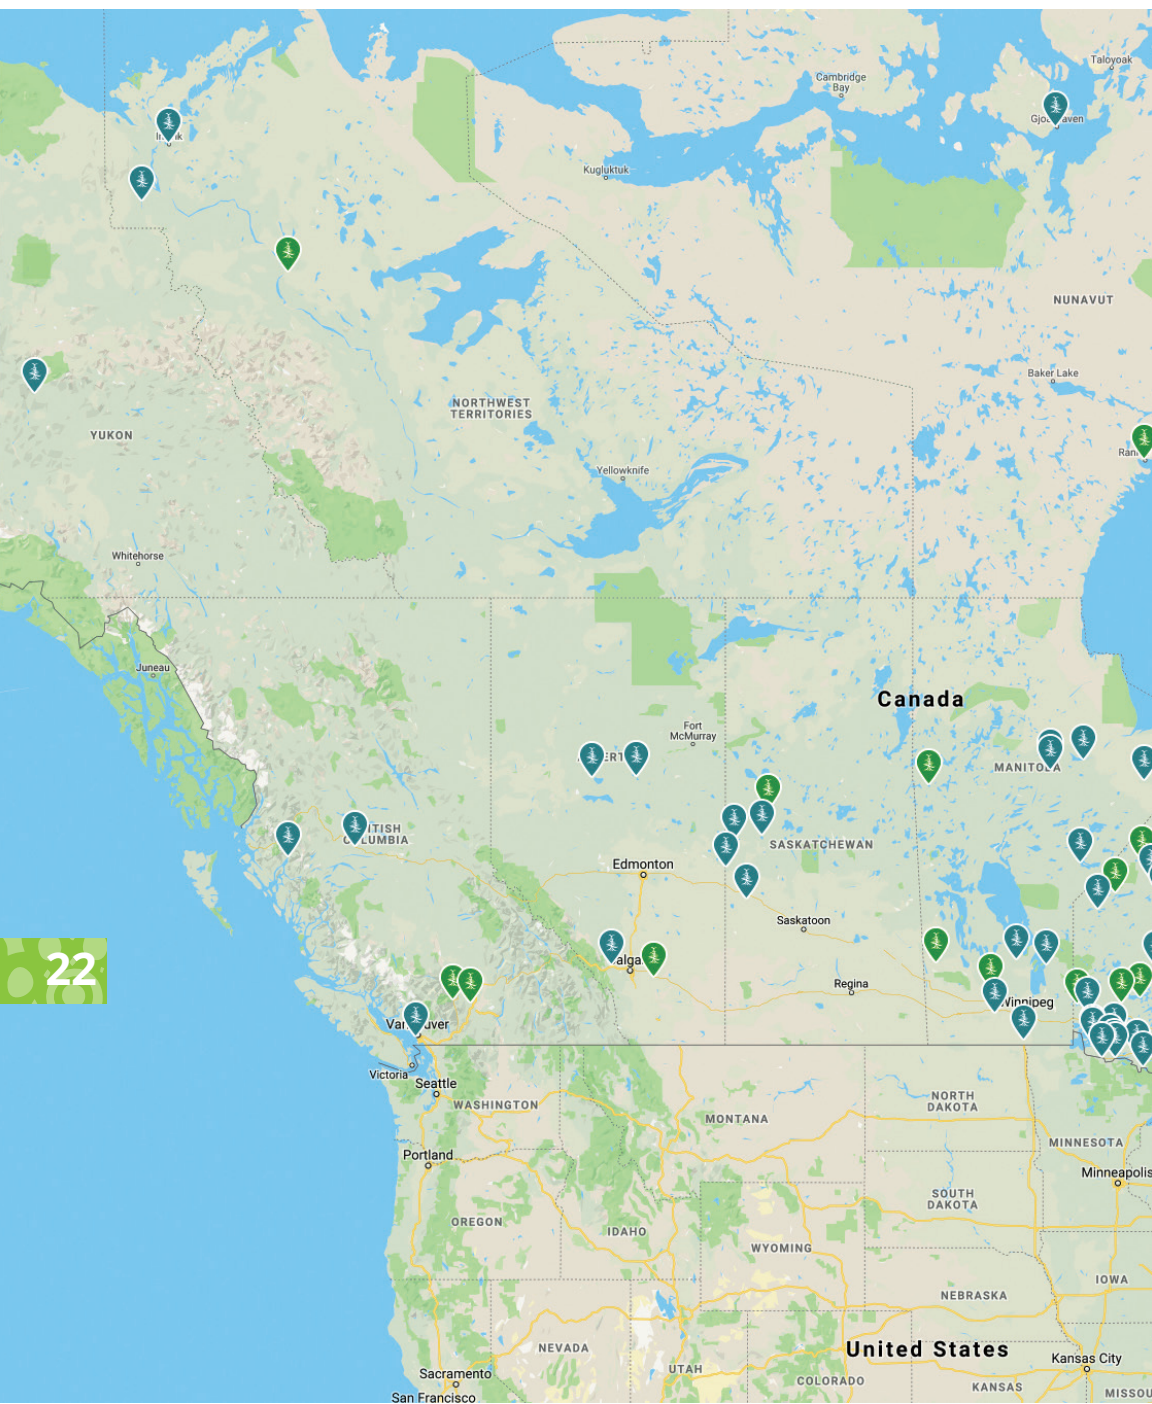 Taloyoak
Cambridge
Bay
Kugluktuk
NUNAVUT
Baker Lake
NORTHWEST
TERRITORIES
YUKON
Yellowknife
Whitehorse
Juneau
Canada
Fort
McMurray
MANITOBA
COLUMBIA
SASKATCHEWAN
Edmonton
Saskatoon
22
Regina
Winnipeg
Victoria
Seattle
WASHINGTON
NORTH
DAKOTA
MONTANA
MINNESOTA
Portland
Minneapolis
SOUTH
DAKOTA
OREGON
IDAHO
WYOMING
IOWA
NEBRASKA
NEVADA
United States
Kansas City
UTAH
Sacramento
COLORADO
KANSAS
MISSOU
San Francisco